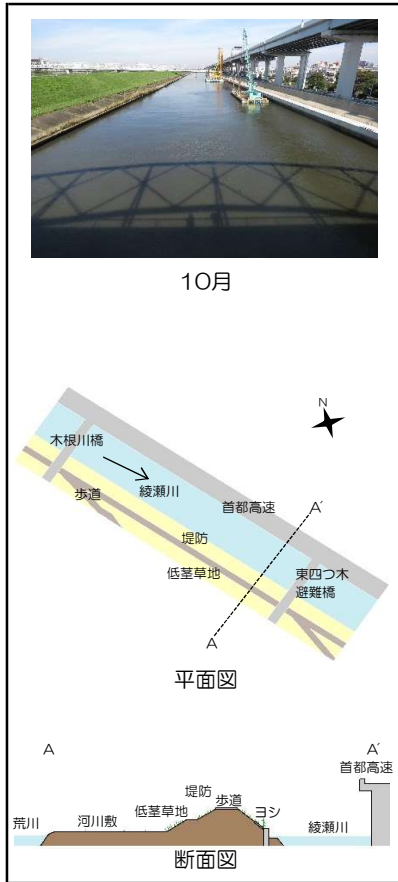 10月
N
木根川橋
歩道
綾瀬川
首都高速
A´
堤防
低茎草地
東四つ木
避難橋
A
平面図
A
A´
首都高速
堤防
歩道
低茎草地
ヨシ
荒川
河川敷
綾瀬川
断面図